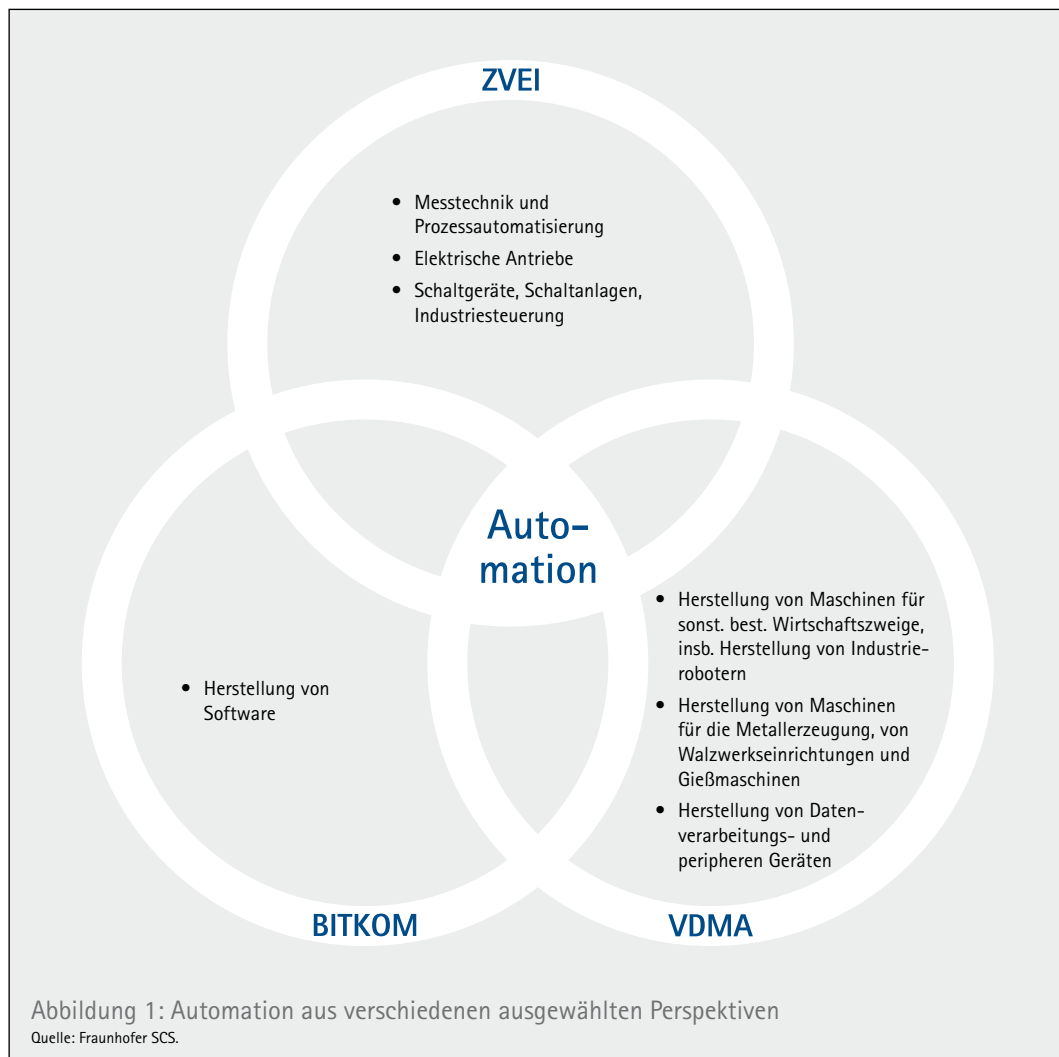 ZVEI
• Messtechnik und
Prozessautomatisierung
• Elektrische Antriebe
• Schaltgeräte, Schaltanlagen,
Industriesteuerung
Auto-
mation
• Herstellung von
Software
• Herstellung von Maschinen für
sonst. best. Wirtschaftszweige,
insb. Herstellung von Industrie-
robotern
• Herstellung von Maschinen
für die Metallerzeugung, von
Walzwerkseinrichtungen und
Gießmaschinen
• Herstellung von Daten-
verarbeitungs- und
peripheren Geräten
BITKOM
VDMA
Abbildung 1: Automation aus verschiedenen ausgewählten Perspektiven
Quelle: Fraunhofer SCS.